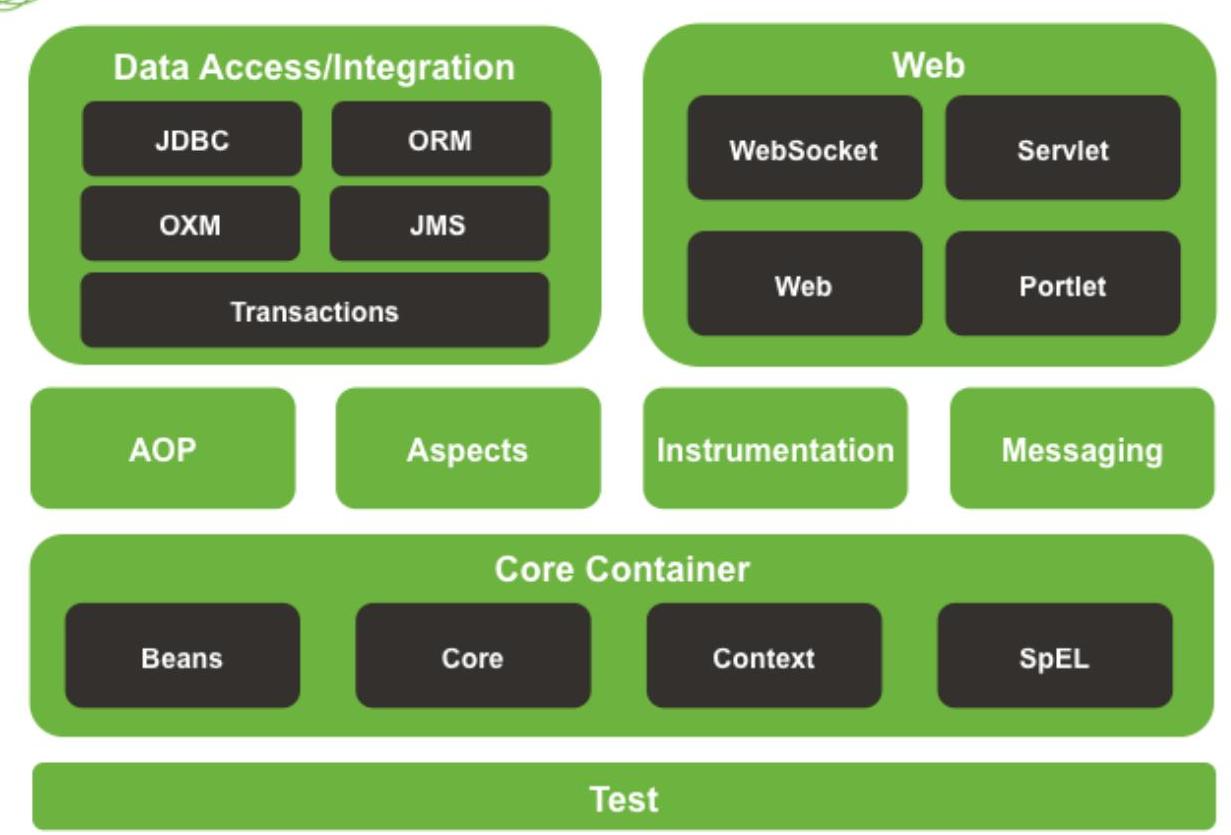 Data Access/Integration
JDBC
ORM
OXM
JMS
Transactions
Web
WebSocket
Servlet
Web
Portlet
AOP
Aspects
Instrumentation
Messaging
Core Container
Beans
Core
Context
SpEL
Test